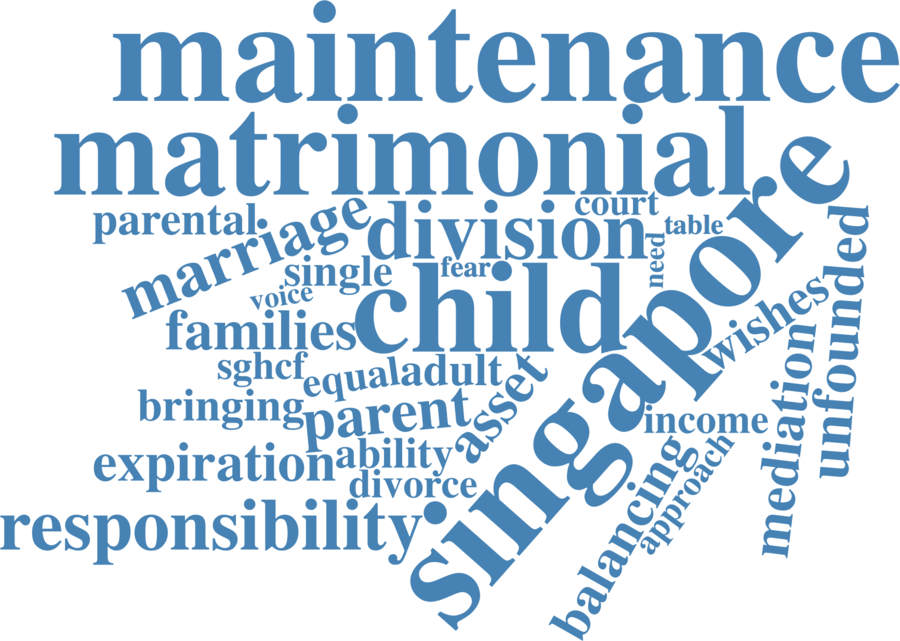 maintenance
matrimonial
singapore
parental
marriage
division
court
table
need
single
fear
child
voice
families
wishes
unfounded
sghcf
equal
adult
asset
bringing
parent
income
mediation
expiration
ability
balancing
approach
divorce
responsibility